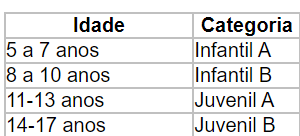 Idade Categoria
5 a 7 anos Infantil A
8 a 10 anos Infantil B
11-13 anos Juvenil A
14-17 anos Juvenil B